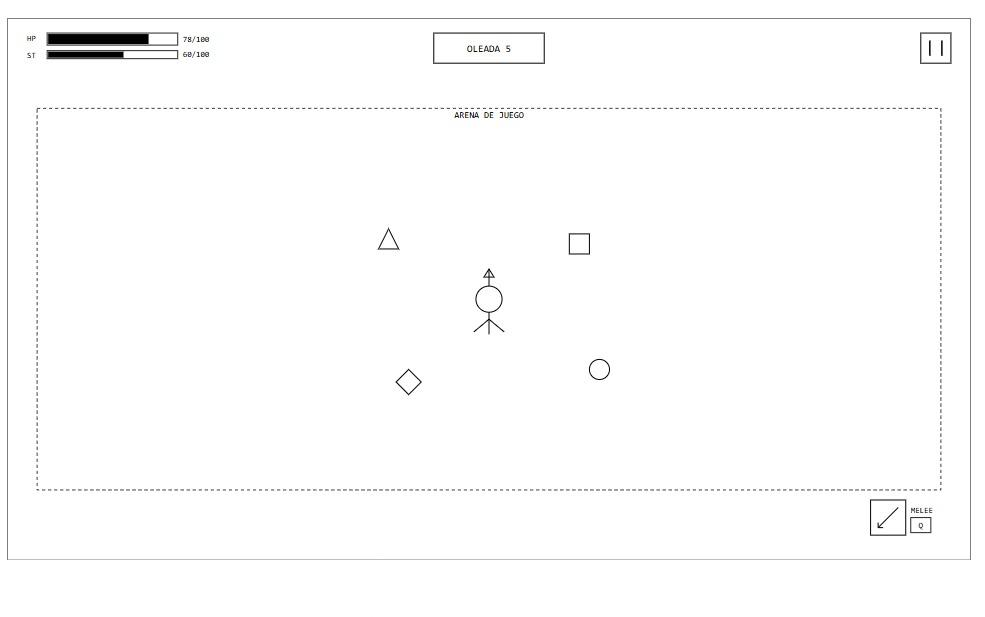 HP 78/100
ST 60/100
OLEADA 5
ARENA DE JUEGO
MELEE
Q